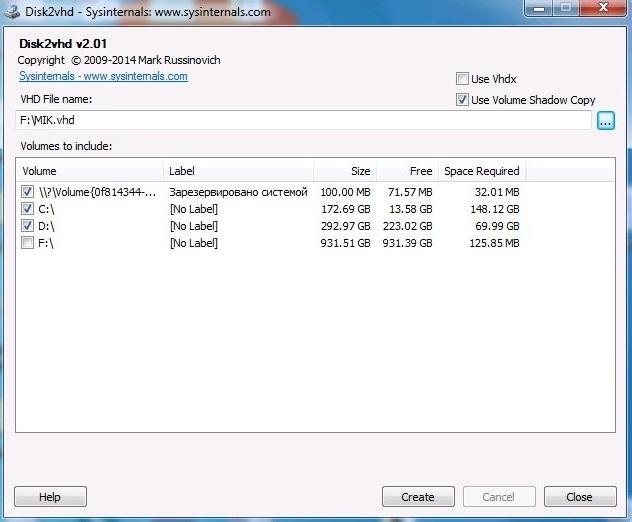 Disk2vhd - Sysinternals: www.sysinternals.com
Disk2vhd v2.01
Copyright © 2009-2014 Mark Russinovich
Sysinternals - www.sysinternals.com
Use Vhdx
VHD File name:
Use Volume Shadow Copy
F:\MIK.vhd
...
Volumes to include:
Volume Label Size Free Space Required
\\?\Volume{0f814344-... Зарезервировано системой 100.00 MB 71.57 MB 32.01 MB
C:\ [No Label] 172.69 GB 13.58 GB 148.12 GB
D:\ [No Label] 292.97 GB 223.02 GB 69.99 GB
F:\ [No Label] 931.51 GB 931.39 GB 125.85 MB
Help Create Cancel Close